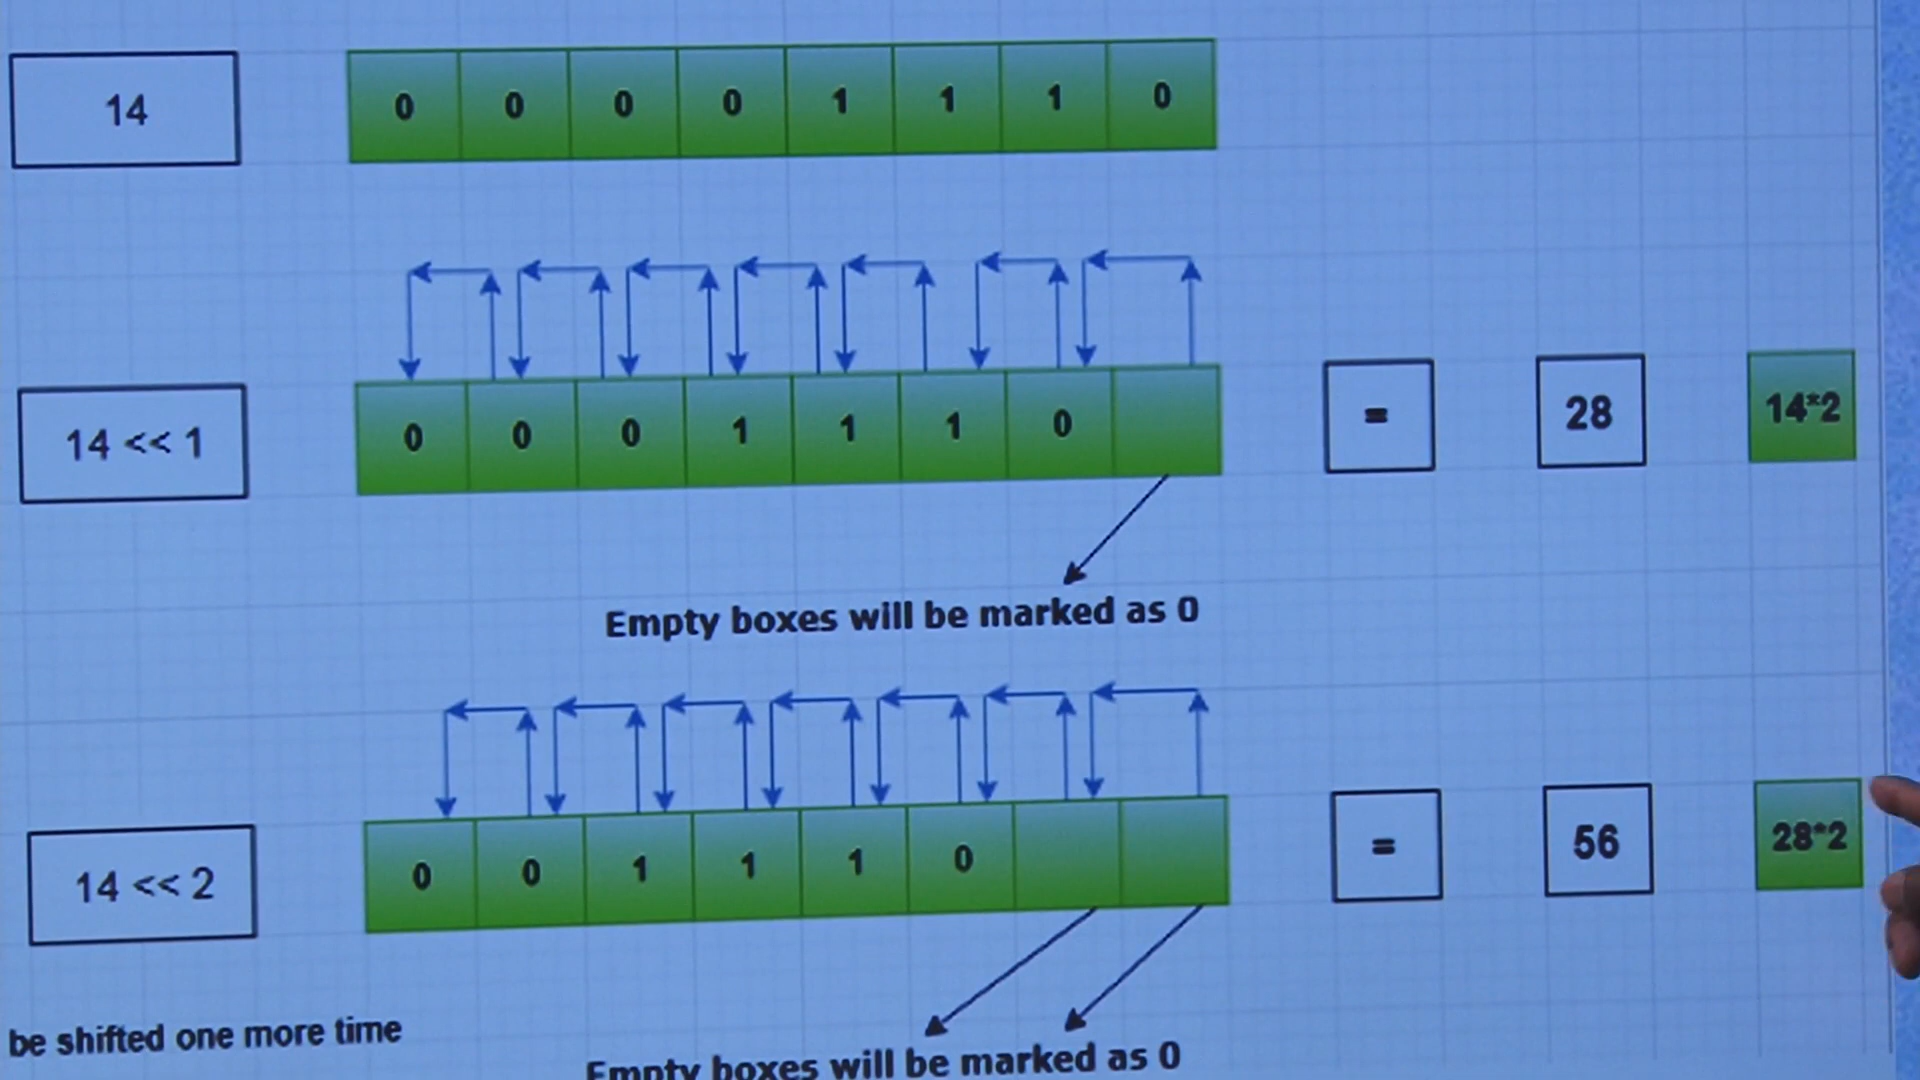 14 0 0 0 0 1 1 1 0
14 << 1 0 0 0 1 1 1 0 = 28 14*2
Empty boxes will be marked as 0
14 << 2 0 0 1 1 1 0 = 56 28*2
be shifted one more time
Empty boxes will be marked as 0